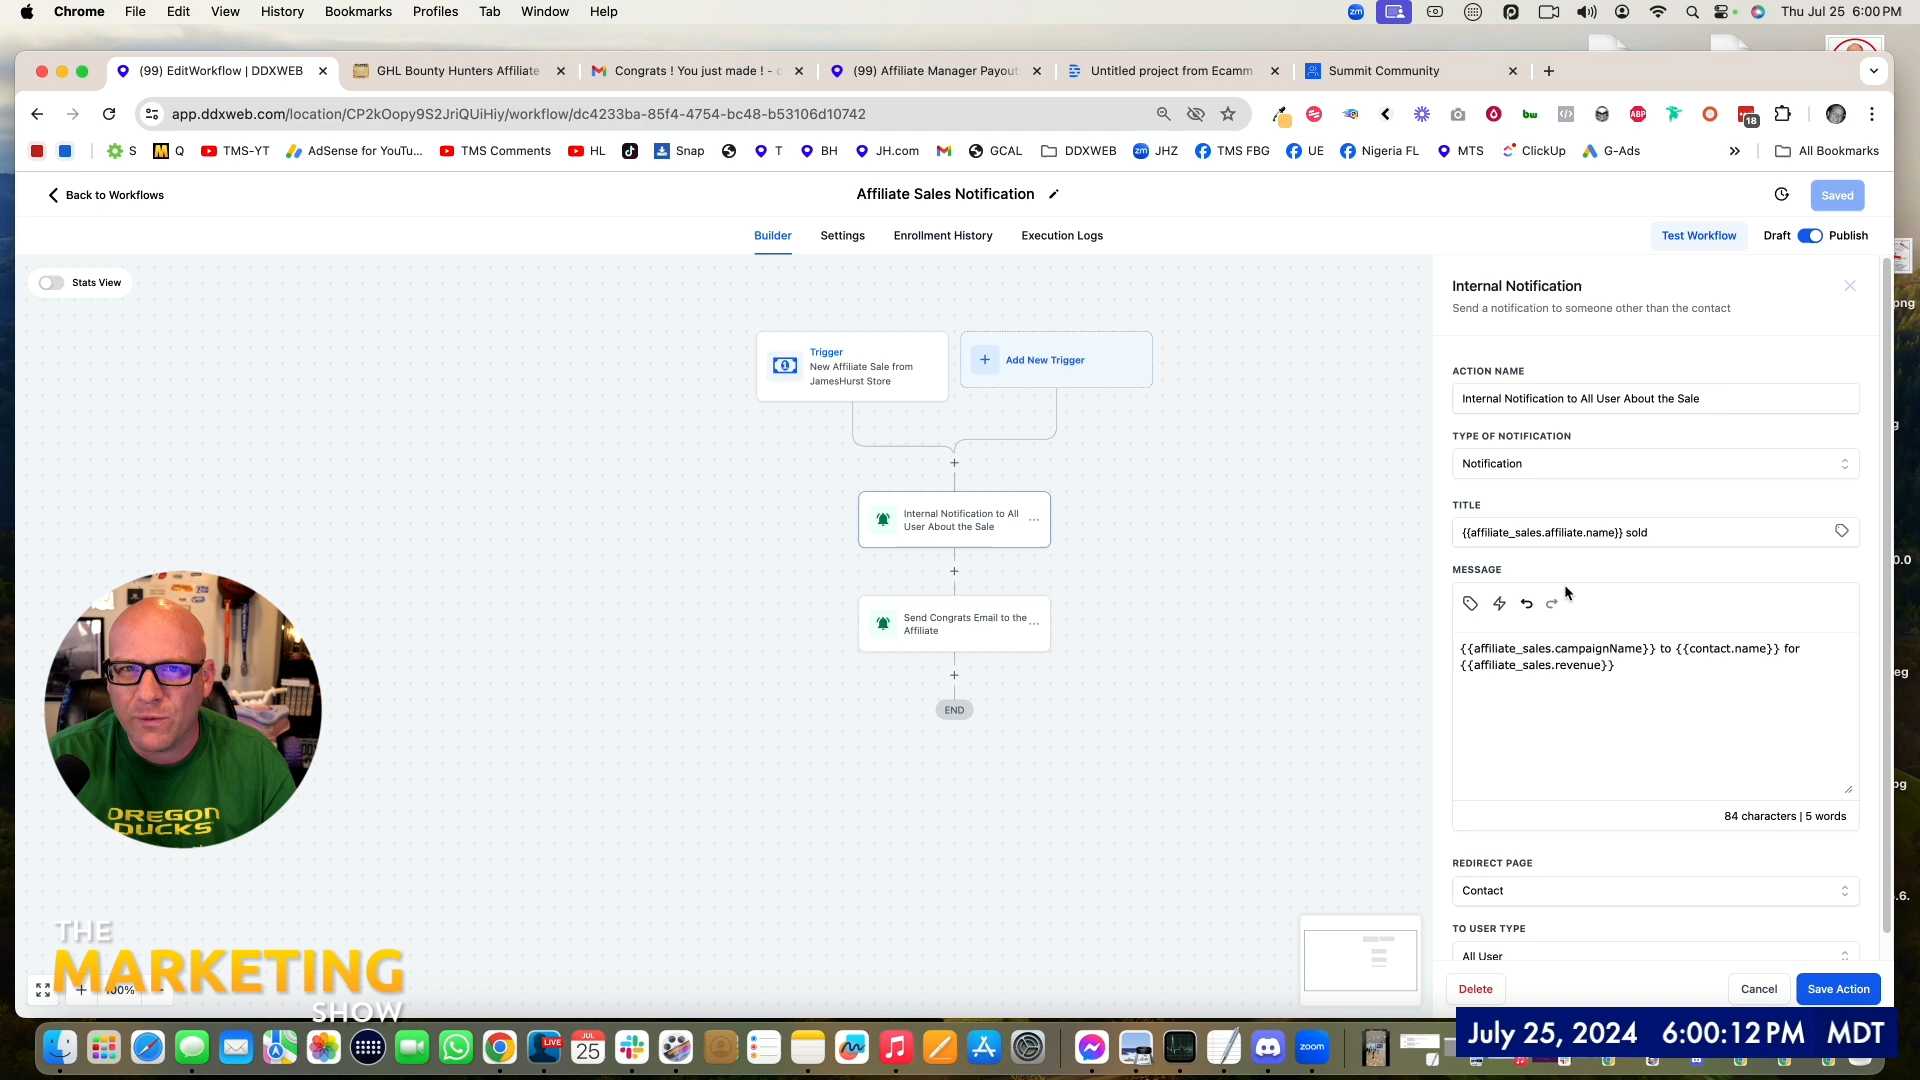 Chrome File Edit View History Bookmarks Profiles Tab Window Help
Thu Jul 25 6:00 PM
(99) EditWorkflow | DDXWEB
GHL Bounty Hunters Affiliate
Congrats ! You just made ! -
(99) Affiliate Manager Payout
Untitled project from Ecamm
Summit Community
app.ddxweb.com/location/CP2kOopy9S2JriQUiHiy/workflow/dc4233ba-85f4-4754-bc48-b53106d10742
ABP
bw
18
S
M Q
TMS-YT
AdSense for YouTu...
TMS Comments
HL
Snap
T
BH
JH.com
GCAL
DDXWEB
zm JHZ
TMS FBG
UE
Nigeria FL
MTS
ClickUp
G-Ads
All Bookmarks
Back to Workflows
Affiliate Sales Notification
Saved
Builder
Settings
Enrollment History
Execution Logs
Test Workflow
Draft
Publish
Stats View
Trigger
New Affiliate Sale from
JamesHurst Store
Add New Trigger
Internal Notification to All
User About the Sale
Send Congrats Email to the
Affiliate
END
Internal Notification
Send a notification to someone other than the contact
ACTION NAME
Internal Notification to All User About the Sale
TYPE OF NOTIFICATION
Notification
TITLE
{{affiliate_sales.affiliate.name}} sold
MESSAGE
{{affiliate_sales.campaignName}} to {{contact.name}} for
{{affiliate_sales.revenue}}
84 characters | 5 words
REDIRECT PAGE
Contact
TO USER TYPE
All User
Delete
Cancel
Save Action
OREGON
DUCKS
THE
MARKETING
SHOW
100%
LIVE
JUL
25
zoom
July 25, 2024 6:00:12 PM MDT